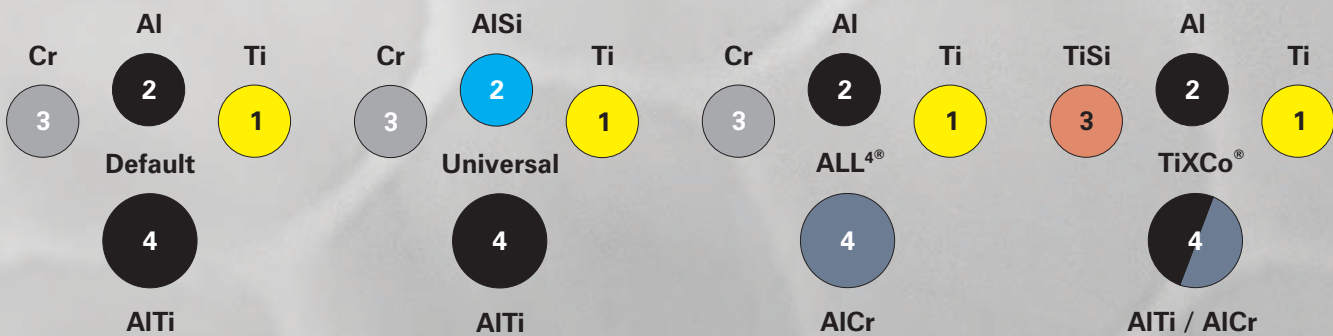 Al AlSi Al Al
Cr Ti Cr Ti Cr Ti TiSi Ti
2 2 2 2
3 1 3 1 3 1 3 1
Default Universal ALL⁴® TiXCo®
4 4 4 4
AlTi AlTi AlCr AlTi / AlCr